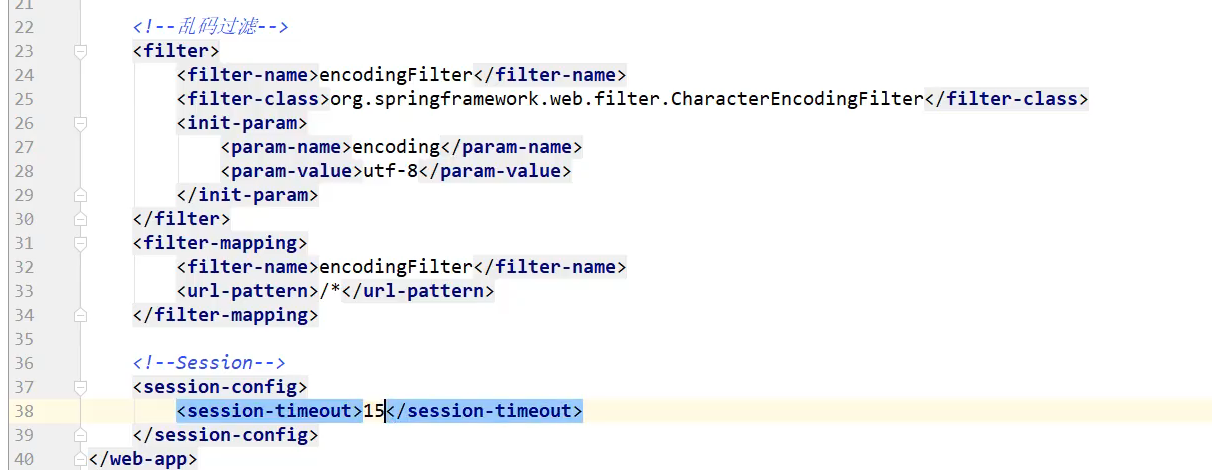 21
22 <!--乱码过滤-->
23 <filter>
24 <filter-name>encodingFilter</filter-name>
25 <filter-class>org.springframework.web.filter.CharacterEncodingFilter</filter-class>
26 <init-param>
27 <param-name>encoding</param-name>
28 <param-value>utf-8</param-value>
29 </init-param>
30 </filter>
31 <filter-mapping>
32 <filter-name>encodingFilter</filter-name>
33 <url-pattern>/*</url-pattern>
34 </filter-mapping>
35
36 <!--Session-->
37 <session-config>
38 <session-timeout>15</session-timeout>
39 </session-config>
40 </web-app>